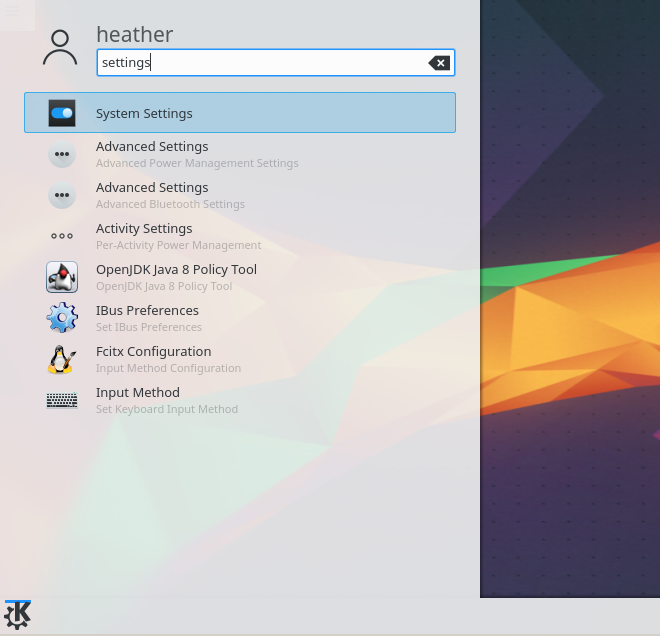 heather
settings
System Settings
Advanced Settings
Advanced Power Management Settings
Advanced Settings
Advanced Bluetooth Settings
Activity Settings
Per-Activity Power Management
OpenJDK Java 8 Policy Tool
OpenJDK Java 8 Policy Tool
IBus Preferences
Set IBus Preferences
Fcitx Configuration
Input Method Configuration
Input Method
Set Keyboard Input Method
K